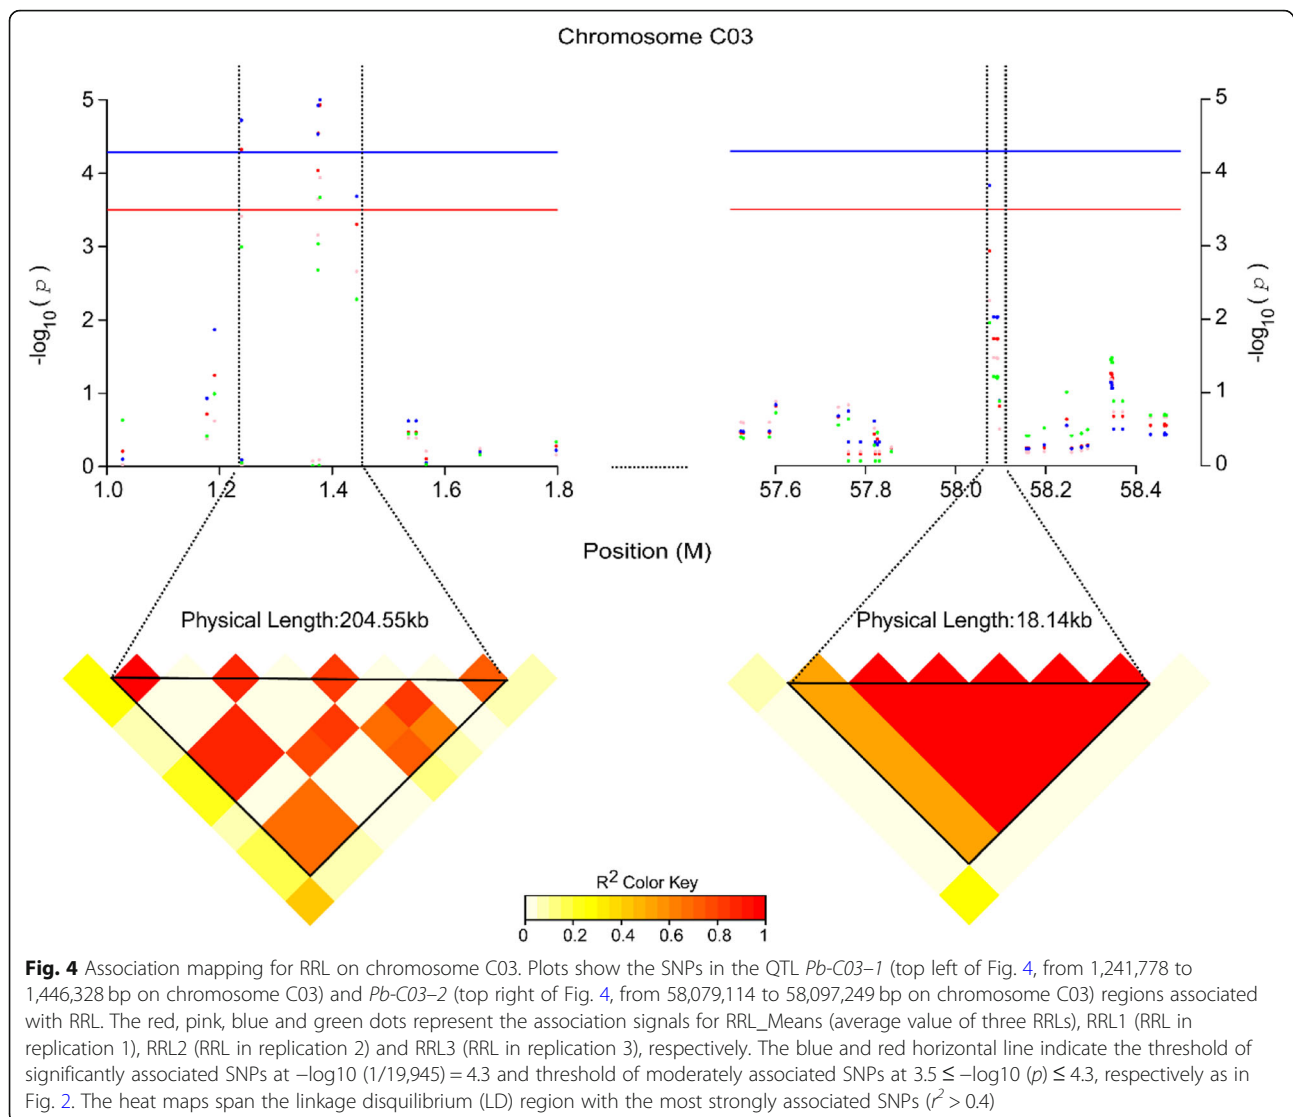 Chromosome C03
5
4
3
2
1
0
-log10 ( p )
1.0 1.2 1.4 1.6 1.8
5
4
3
2
1
0
-log10 ( p )
57.6 57.8 58.0 58.2 58.4
Position (M)
Physical Length:204.55kb
Physical Length:18.14kb
R2 Color Key
0 0.2 0.4 0.6 0.8 1
Fig. 4 Association mapping for RRL on chromosome C03. Plots show the SNPs in the QTL Pb-C03–1 (top left of Fig. 4, from 1,241,778 to
1,446,328 bp on chromosome C03) and Pb-C03–2 (top right of Fig. 4, from 58,079,114 to 58,097,249 bp on chromosome C03) regions associated
with RRL. The red, pink, blue and green dots represent the association signals for RRL_Means (average value of three RRLs), RRL1 (RRL in
replication 1), RRL2 (RRL in replication 2) and RRL3 (RRL in replication 3), respectively. The blue and red horizontal line indicate the threshold of
significantly associated SNPs at −log10 (1/19,945) = 4.3 and threshold of moderately associated SNPs at 3.5 ≤ −log10 (p) ≤ 4.3, respectively as in
Fig. 2. The heat maps span the linkage disquilibrium (LD) region with the most strongly associated SNPs (r2 > 0.4)